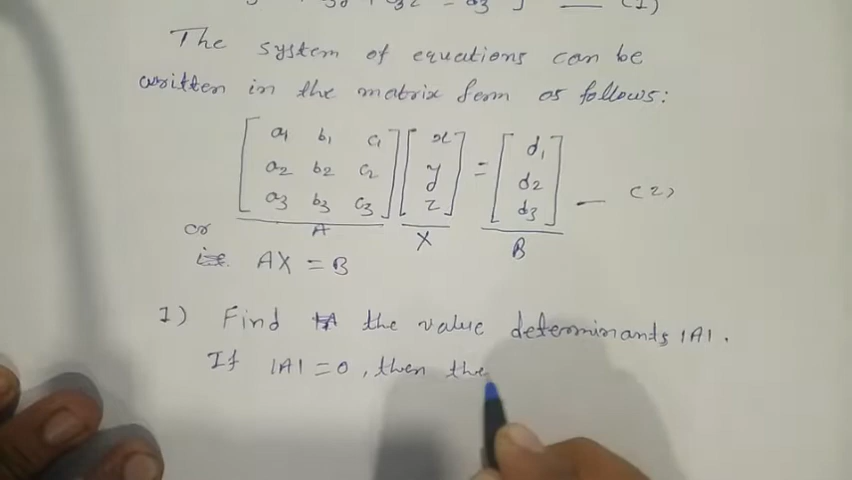 The system of equations can be
written in the matrix form as follows:
[ a1 b1 c1 ] [ x ] = [ d1 ]
[ a2 b2 c2 ] [ y ] [ d2 ] — (2)
[ a3 b3 c3 ] [ z ] [ d3 ]
A X B
or
AX = B
1) Find the value determinants |A|.
If |A| = 0, then the